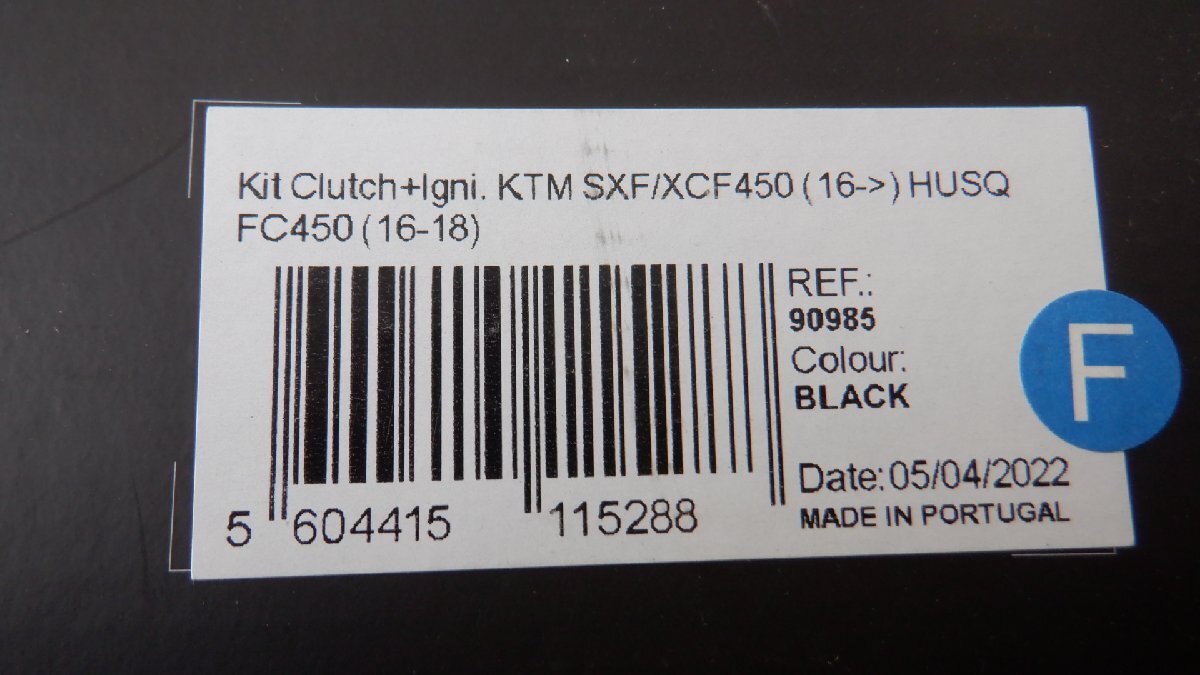 Kit Clutch+Igni. KTM SXF/XCF450 (16->) HUSQ
FC450 (16-18)
REF.:
90985
Colour:
BLACK
F
Date: 05/04/2022
MADE IN PORTUGAL
5 604415 115288